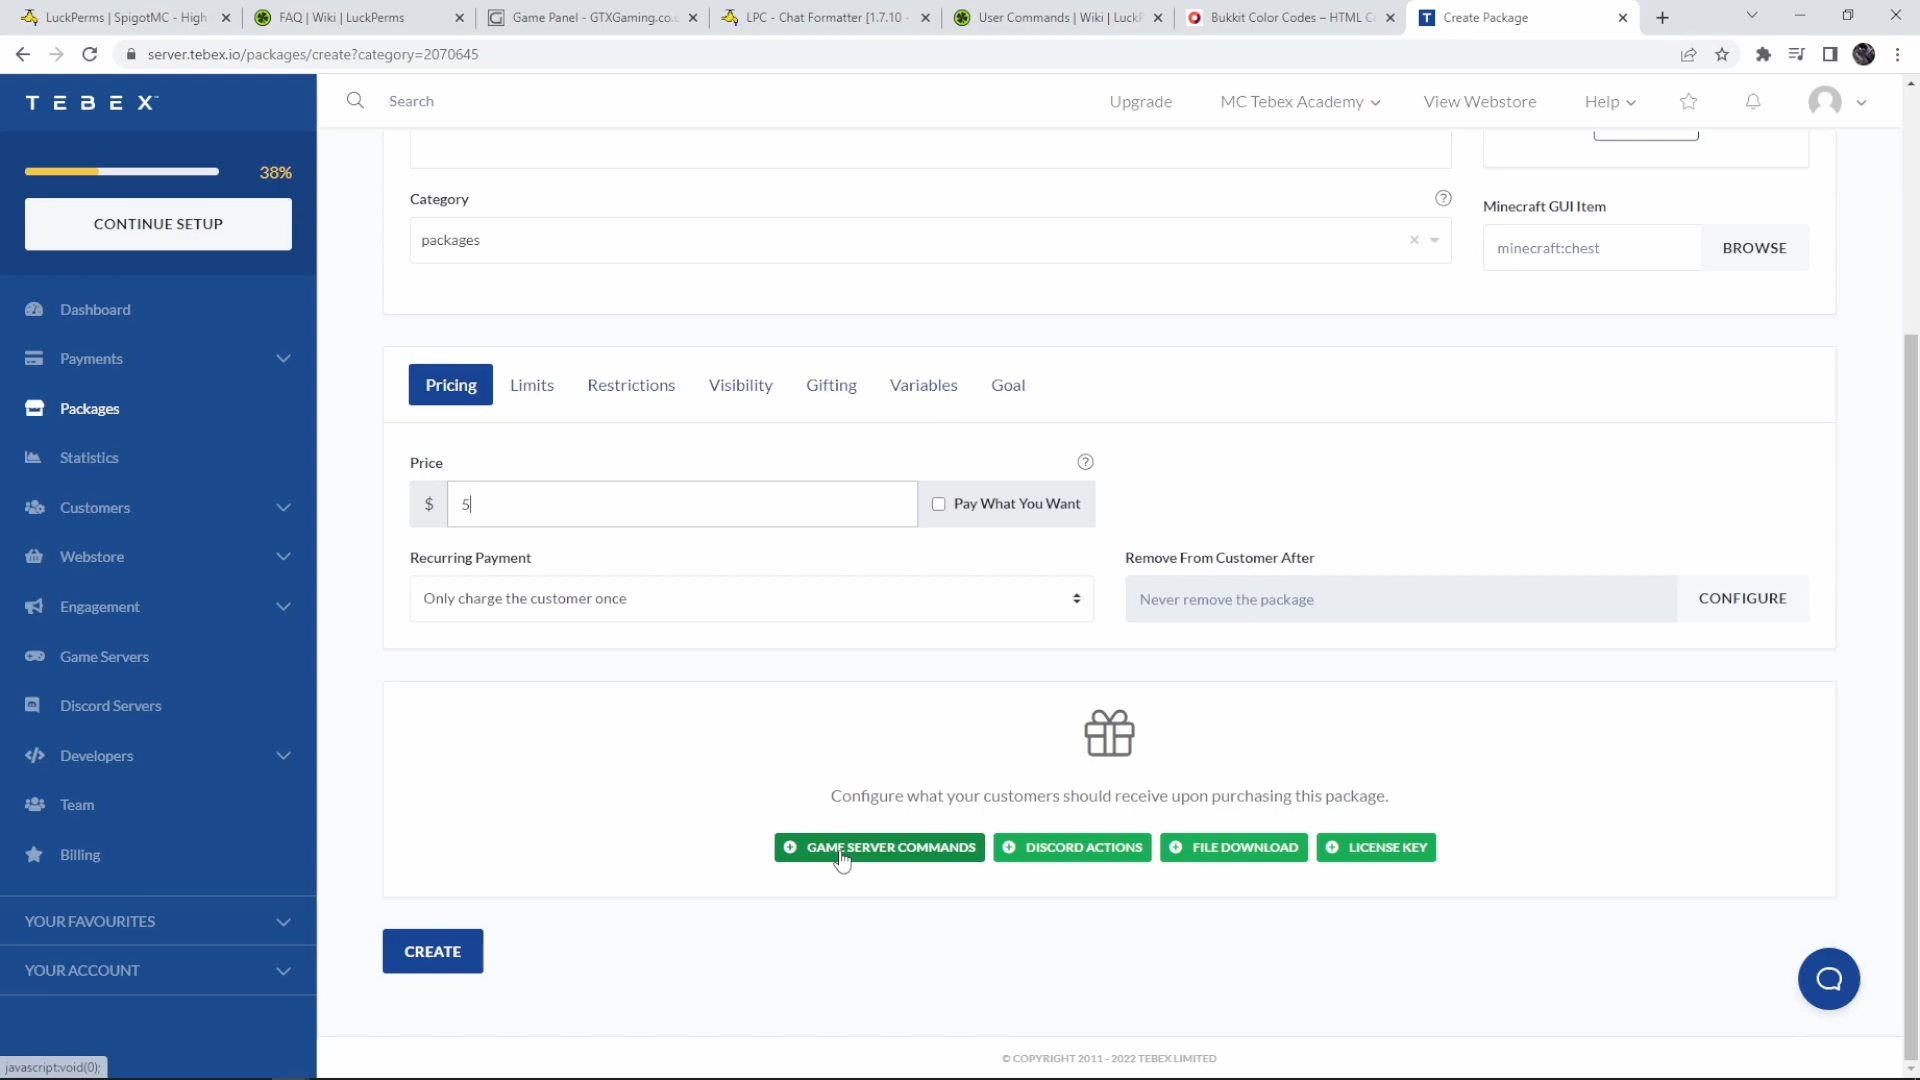 LuckPerms | SpigotMC - High
FAQ | Wiki | LuckPerms
Game Panel - GTXGaming.co.
LPC - Chat Formatter [1.7.10 -
User Commands | Wiki | Luck
Bukkit Color Codes – HTML C
T Create Package
server.tebex.io/packages/create?category=2070645
TEBEX™
Search
Upgrade
MC Tebex Academy
View Webstore
Help
38%
CONTINUE SETUP
Dashboard
Payments
Packages
Statistics
Customers
Webstore
Engagement
Game Servers
Discord Servers
Developers
Team
Billing
YOUR FAVOURITES
YOUR ACCOUNT
javascript:void(0);
Category
?
packages
Minecraft GUI Item
minecraft:chest
BROWSE
Pricing Limits Restrictions Visibility Gifting Variables Goal
Price
?
$ 5
Pay What You Want
Recurring Payment
Only charge the customer once
Remove From Customer After
Never remove the package
CONFIGURE
Configure what your customers should receive upon purchasing this package.
GAME SERVER COMMANDS
DISCORD ACTIONS
FILE DOWNLOAD
LICENSE KEY
CREATE
© COPYRIGHT 2011 - 2022 TEBEX LIMITED